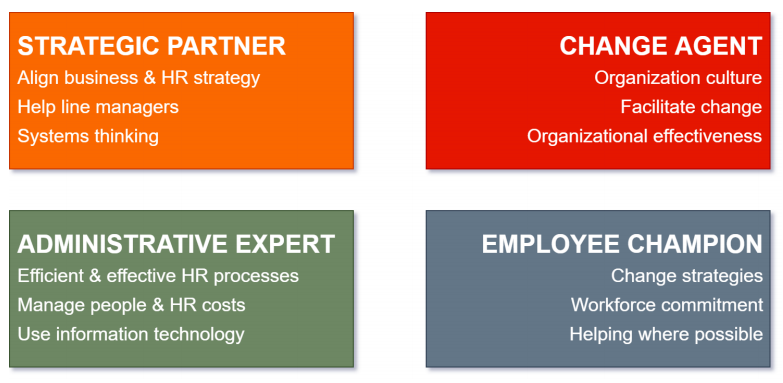 STRATEGIC PARTNER
Align business & HR strategy
Help line managers
Systems thinking
CHANGE AGENT
Organization culture
Facilitate change
Organizational effectiveness
ADMINISTRATIVE EXPERT
Efficient & effective HR processes
Manage people & HR costs
Use information technology
EMPLOYEE CHAMPION
Change strategies
Workforce commitment
Helping where possible